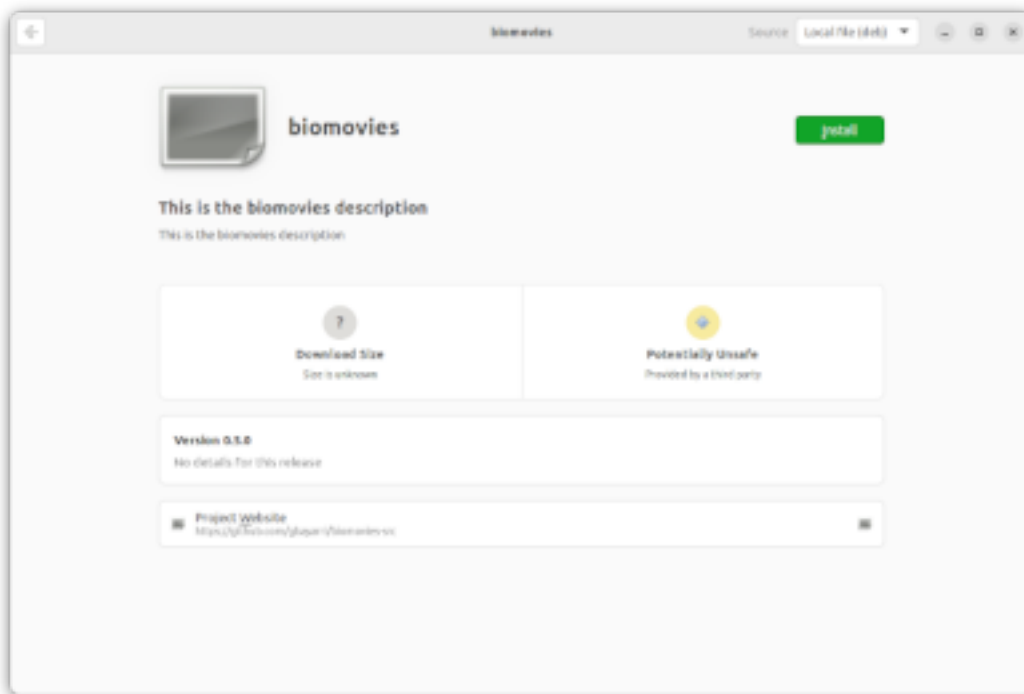 biomovies
Source Local file (deb)
biomovies
Install
This is the biomovies description
This is the biomovies description
?
Download Size
Size is unknown
Potentially Unsafe
Provided by a third party
Version 0.5.0
No details for this release
Project Website